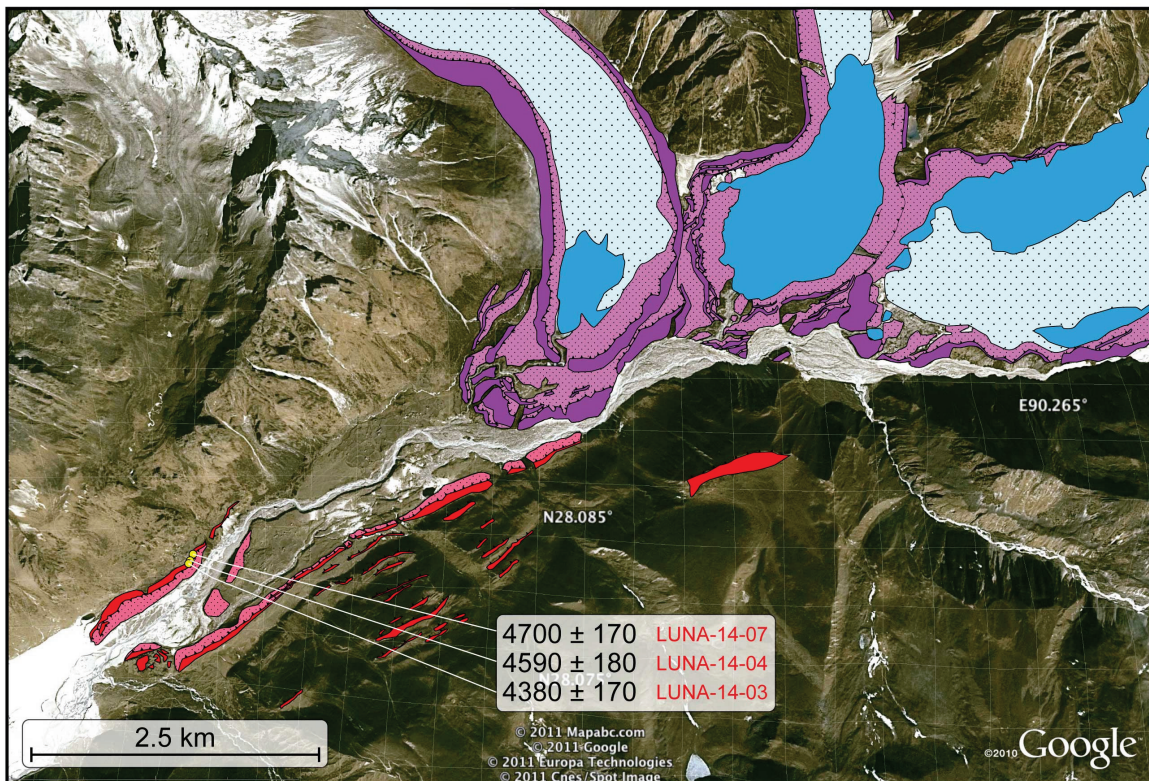 E90.265°
N28.085°
4700 ± 170 LUNA-14-07
4590 ± 180 LUNA-14-04
4380 ± 170 LUNA-14-03
N28.075°
2.5 km
© 2011 Mapabc.com
© 2011 Google
© 2011 Europa Technologies
© 2011 Cnes/Spot Image
©2010 Google